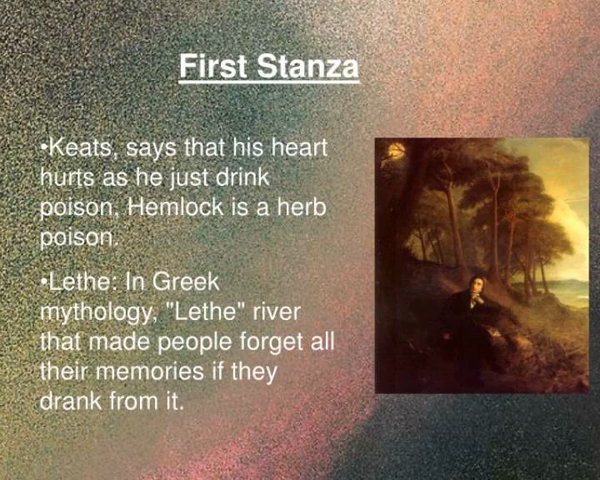 First Stanza
•Keats, says that his heart
hurts as he just drink
poison. Hemlock is a herb
poison.
•Lethe: In Greek
mythology, "Lethe" river
that made people forget all
their memories if they
drank from it.